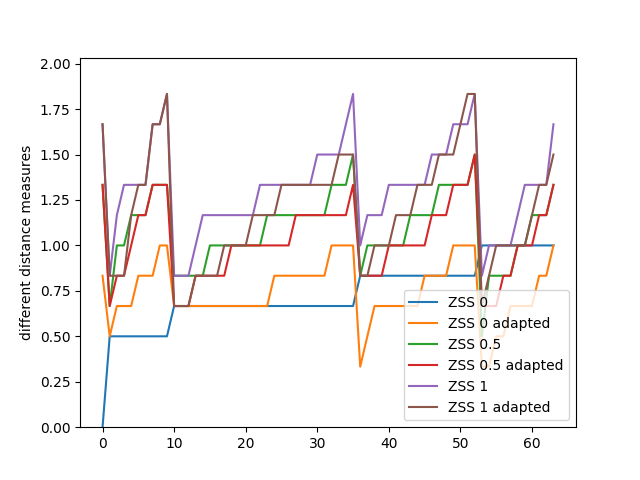 2.00
1.75
1.50
1.25
1.00
0.75
0.50
0.25
0.00
different distance measures
0
10
20
30
40
50
60
ZSS 0
ZSS 0 adapted
ZSS 0.5
ZSS 0.5 adapted
ZSS 1
ZSS 1 adapted